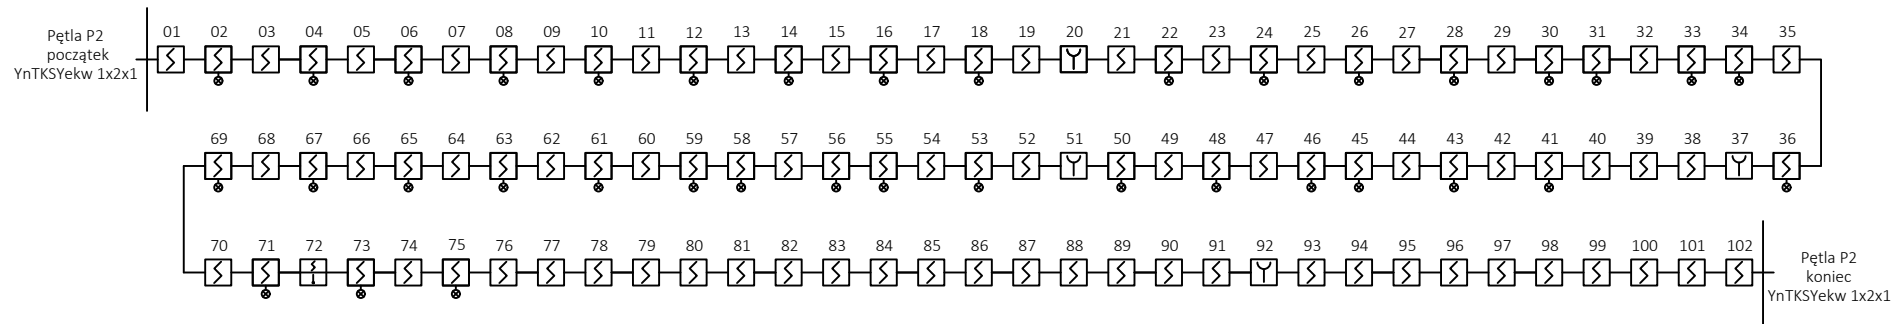 Pętla P2
początek
YnTKSYekw 1x2x1
01 02 03 04 05 06 07 08 09 10 11 12 13 14 15 16 17 18 19 20 21 22 23 24 25 26 27 28 29 30 31 32 33 34 35
69 68 67 66 65 64 63 62 61 60 59 58 57 56 55 54 53 52 51 50 49 48 47 46 45 44 43 42 41 40 39 38 37 36
70 71 72 73 74 75 76 77 78 79 80 81 82 83 84 85 86 87 88 89 90 91 92 93 94 95 96 97 98 99 100 101 102
Pętla P2
koniec
YnTKSYekw 1x2x1